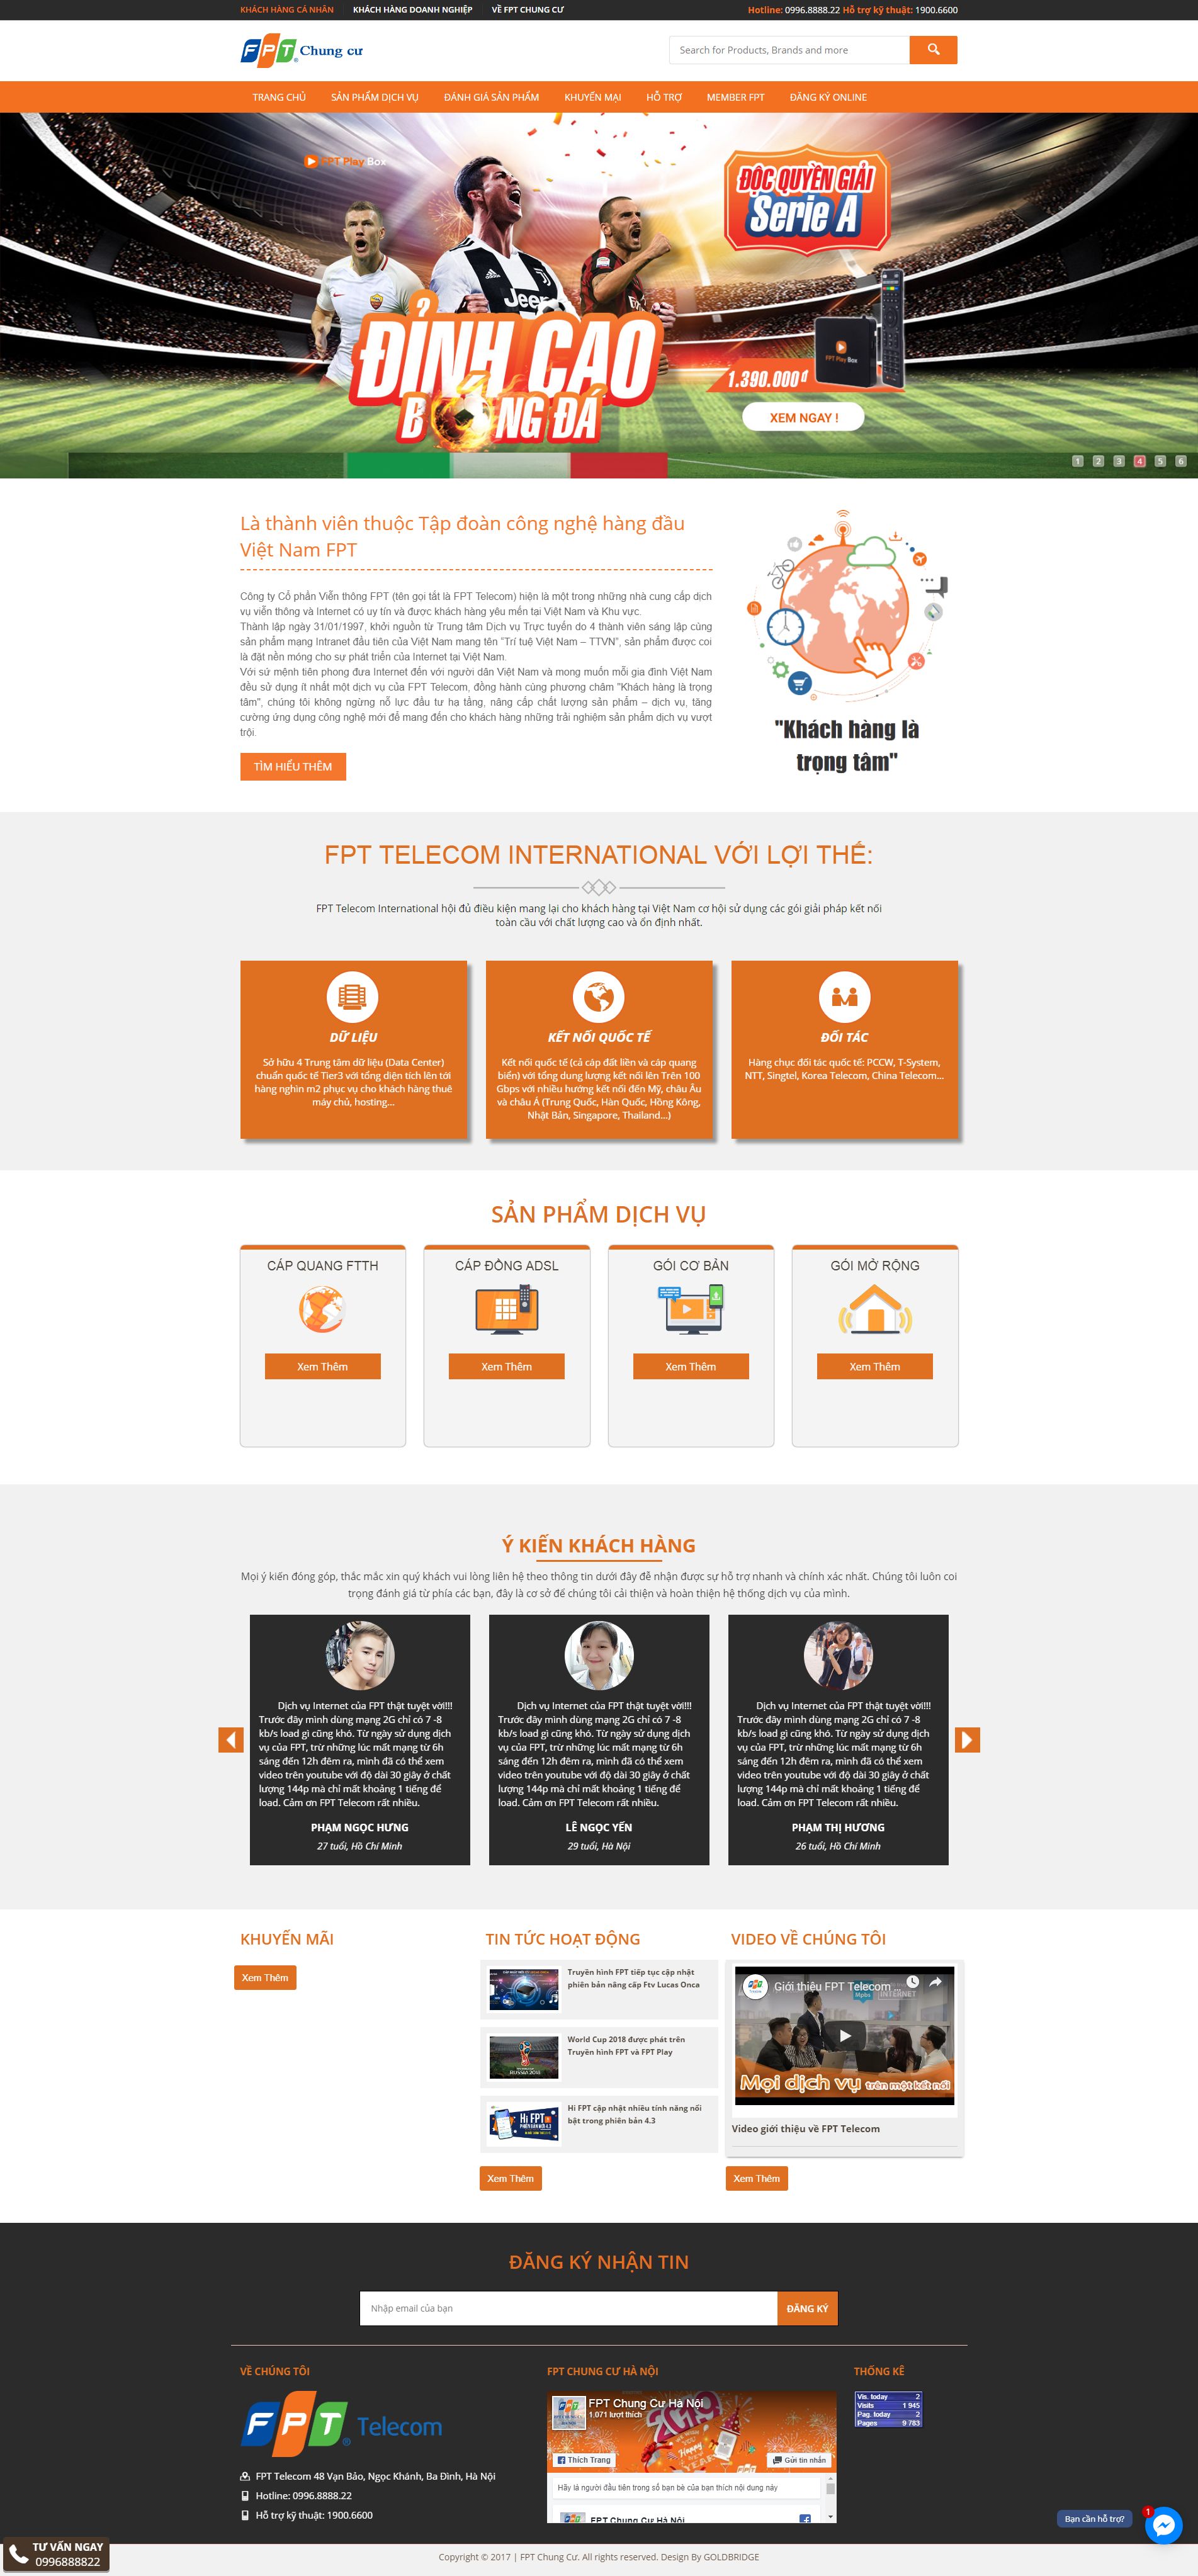 KHÁCH HÀNG CÁ NHÂN
KHÁCH HÀNG DOANH NGHIỆP
VỀ FPT CHUNG CƯ
Hotline: 0996.8888.22 Hỗ trợ kỹ thuật: 1900.6600
FPT Chung cư
Search for Products, Brands and more
TRANG CHỦ
SẢN PHẨM DỊCH VỤ
ĐÁNH GIÁ SẢN PHẨM
KHUYẾN MẠI
HỖ TRỢ
MEMBER FPT
ĐĂNG KÝ ONLINE
FPT Play Box
ĐỘC QUYỀN GIẢI
Serie A
Jeep
ĐỈNH CAO
BÓNG ĐÁ
FPT Play Box
1.390.000đ
XEM NGAY !
1 2 3 4 5 6
Là thành viên thuộc Tập đoàn công nghệ hàng đầu
Việt Nam FPT
Công ty Cổ phần Viễn thông FPT (tên gọi tắt là FPT Telecom) hiện là một trong những nhà cung cấp dịch
vụ viễn thông và Internet có uy tín và được khách hàng yêu mến tại Việt Nam và Khu vực.
Thành lập ngày 31/01/1997, khởi nguồn từ Trung tâm Dịch vụ Trực tuyến do 4 thành viên sáng lập cùng
sản phẩm mạng Intranet đầu tiên của Việt Nam mang tên "Trí tuệ Việt Nam – TTVN", sản phẩm được coi
là đặt nền móng cho sự phát triển của Internet tại Việt Nam.
Với sứ mệnh tiên phong đưa Internet đến với người dân Việt Nam và mong muốn mỗi gia đình Việt Nam
đều sử dụng ít nhất một dịch vụ của FPT Telecom, đồng hành cùng phương châm "Khách hàng là trọng
tâm", chúng tôi không ngừng nỗ lực đầu tư hạ tầng, nâng cấp chất lượng sản phẩm – dịch vụ, tăng
cường ứng dụng công nghệ mới để mang đến cho khách hàng những trải nghiệm sản phẩm dịch vụ vượt
trội.
TÌM HIỂU THÊM
"Khách hàng là
trọng tâm"
FPT TELECOM INTERNATIONAL VỚI LỢI THẾ:
FPT Telecom International hội đủ điều kiện mang lại cho khách hàng tại Việt Nam cơ hội sử dụng các gói giải pháp kết nối
toàn cầu với chất lượng cao và ổn định nhất.
DỮ LIỆU
Sở hữu 4 Trung tâm dữ liệu (Data Center)
chuẩn quốc tế Tier3 với tổng diện tích lên tới
hàng nghìn m2 phục vụ cho khách hàng thuê
máy chủ, hosting...
KẾT NỐI QUỐC TẾ
Kết nối quốc tế (cả cáp đất liền và cáp quang
biển) với tổng dung lượng kết nối lên Trên 100
Gbps với nhiều hướng kết nối đến Mỹ, châu Âu
và châu Á (Trung Quốc, Hàn Quốc, Hồng Kông,
Nhật Bản, Singapore, Thailand...)
ĐỐI TÁC
Hàng chục đối tác quốc tế: PCCW, T-System,
NTT, Singtel, Korea Telecom, China Telecom...
SẢN PHẨM DỊCH VỤ
CÁP QUANG FTTH
Xem Thêm
CÁP ĐỒNG ADSL
Xem Thêm
GÓI CƠ BẢN
Xem Thêm
GÓI MỞ RỘNG
Xem Thêm
Ý KIẾN KHÁCH HÀNG
Mọi ý kiến đóng góp, thắc mắc xin quý khách vui lòng liên hệ theo thông tin dưới đây để nhận được sự hỗ trợ nhanh và chính xác nhất. Chúng tôi luôn coi
trọng đánh giá từ phía các bạn, đây là cơ sở để chúng tôi cải thiện và hoàn thiện hệ thống dịch vụ của mình.
Dịch vụ Internet của FPT thật tuyệt vời!!!
Trước đây mình dùng mạng 2G chỉ có 7 -8
kb/s load gì cũng khó. Từ ngày sử dụng dịch
vụ của FPT, trừ những lúc mất mạng từ 6h
sáng đến 12h đêm ra, mình đã có thể xem
video trên youtube với độ dài 30 giây ở chất
lượng 144p mà chỉ mất khoảng 1 tiếng để
load. Cảm ơn FPT Telecom rất nhiều.
PHẠM NGỌC HƯNG
27 tuổi, Hồ Chí Minh
Dịch vụ Internet của FPT thật tuyệt vời!!!
Trước đây mình dùng mạng 2G chỉ có 7 -8
kb/s load gì cũng khó. Từ ngày sử dụng dịch
vụ của FPT, trừ những lúc mất mạng từ 6h
sáng đến 12h đêm ra, mình đã có thể xem
video trên youtube với độ dài 30 giây ở chất
lượng 144p mà chỉ mất khoảng 1 tiếng để
load. Cảm ơn FPT Telecom rất nhiều.
LÊ NGỌC YẾN
29 tuổi, Hà Nội
Dịch vụ Internet của FPT thật tuyệt vời!!!
Trước đây mình dùng mạng 2G chỉ có 7 -8
kb/s load gì cũng khó. Từ ngày sử dụng dịch
vụ của FPT, trừ những lúc mất mạng từ 6h
sáng đến 12h đêm ra, mình đã có thể xem
video trên youtube với độ dài 30 giây ở chất
lượng 144p mà chỉ mất khoảng 1 tiếng để
load. Cảm ơn FPT Telecom rất nhiều.
PHẠM THỊ HƯƠNG
26 tuổi, Hồ Chí Minh
KHUYẾN MÃI
Xem Thêm
TIN TỨC HOẠT ĐỘNG
Truyền hình FPT tiếp tục cập nhật
phiên bản nâng cấp Ftv Lucas Onca
World Cup 2018 được phát trên
Truyền hình FPT và FPT Play
Hi FPT
Hi FPT cập nhật nhiều tính năng nổi
bật trong phiên bản 4.3
Xem Thêm
VIDEO VỀ CHÚNG TÔI
Giới thiệu FPT Telecom ...
INTERNET
Mọi dịch vụ trên một kết nối
Video giới thiệu về FPT Telecom
Xem Thêm
ĐĂNG KÝ NHẬN TIN
Nhập email của bạn
ĐĂNG KÝ
VỀ CHÚNG TÔI
FPT Telecom
FPT Telecom 48 Vạn Bảo, Ngọc Khánh, Ba Đình, Hà Nội
Hotline: 0996.8888.22
Hỗ trợ kỹ thuật: 1900.6600
FPT CHUNG CƯ HÀ NỘI
FPT Chung Cư Hà Nội
1.071 lượt thích
Thích Trang
Gửi tin nhắn
Hãy là người đầu tiên trong số bạn bè của bạn thích nội dung này
FPT Chung Cư Hà Nội
THỐNG KÊ
Vis. today 2
Visits 1 945
Pag. today 2
Pages 9 783
Bạn cần hỗ trợ?
1
TƯ VẤN NGAY
0996888822
Copyright © 2017 | FPT Chung Cư. All rights reserved. Design By GOLDBRIDGE